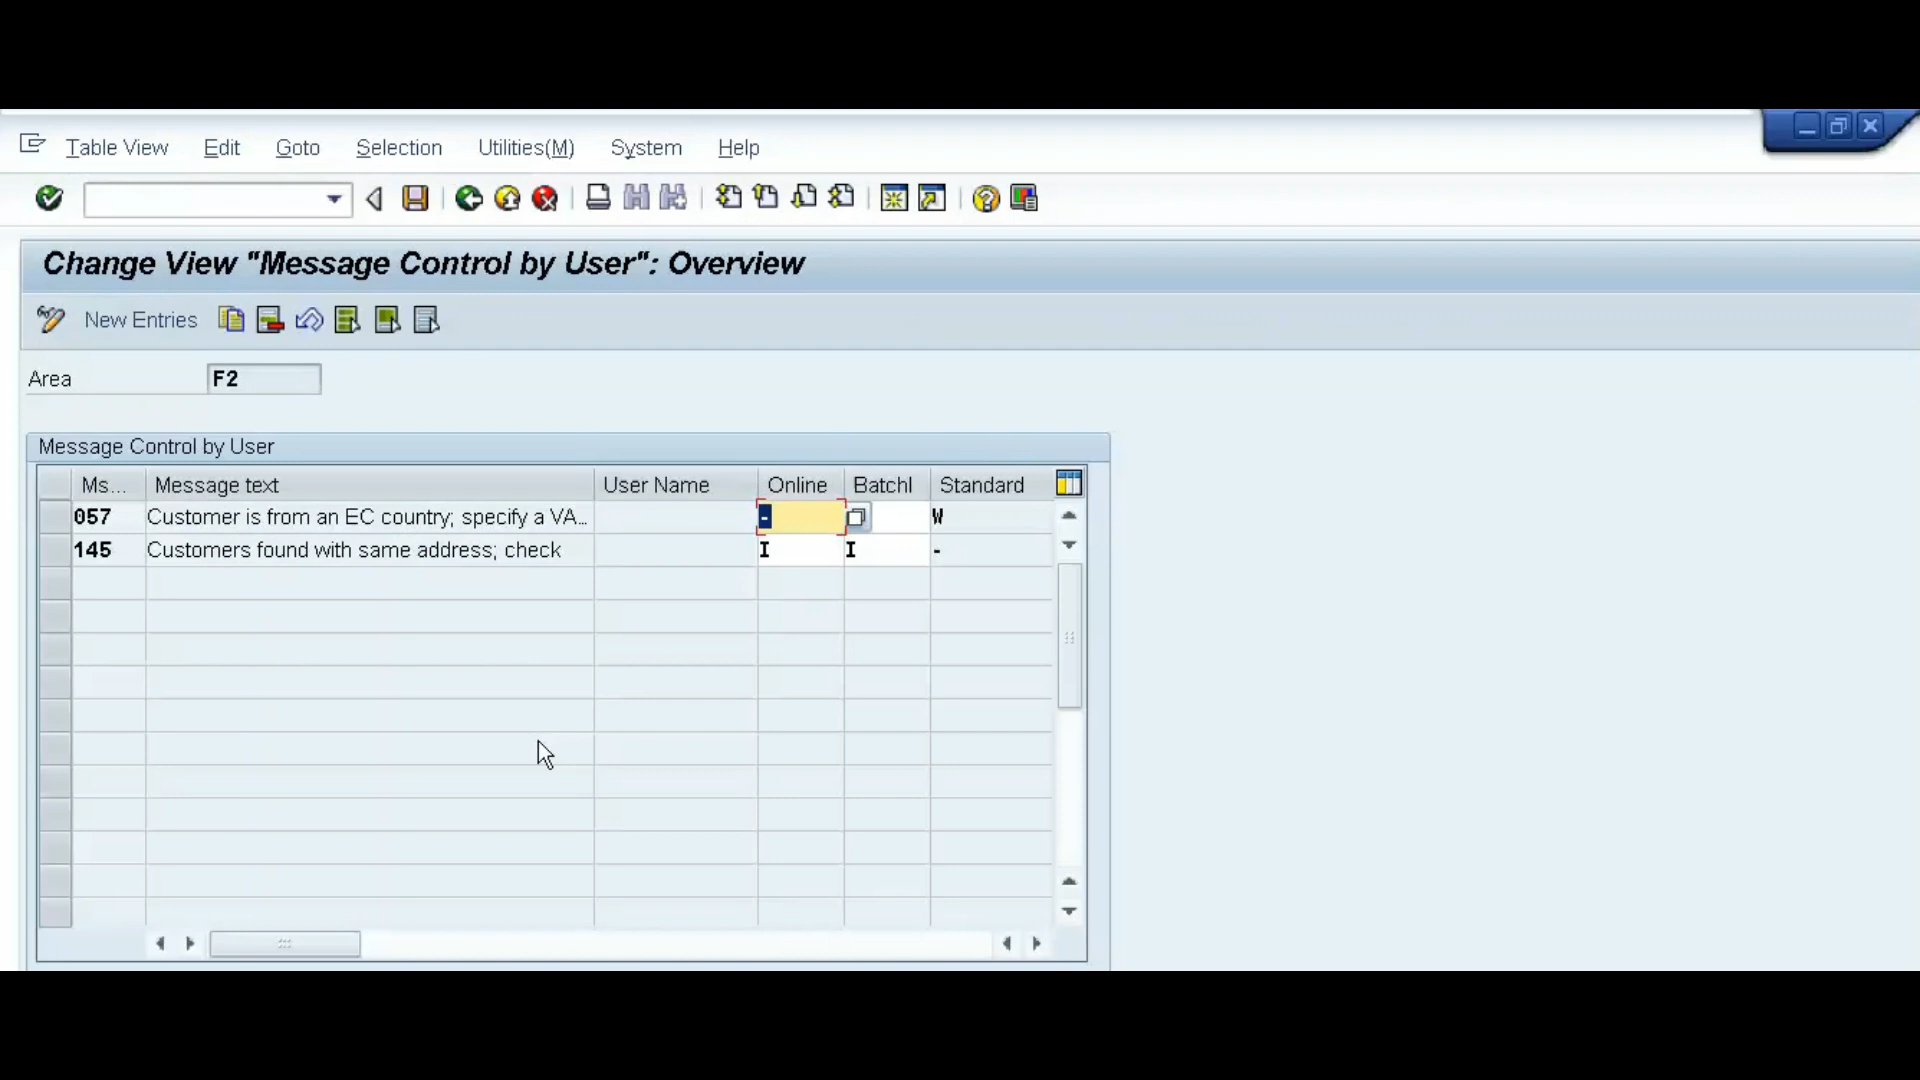 Table View Edit Goto Selection Utilities(M) System Help
Change View "Message Control by User": Overview
New Entries
Area F2
Message Control by User
Ms... Message text User Name Online BatchI Standard
057 Customer is from an EC country; specify a VA... - W
145 Customers found with same address; check I I -